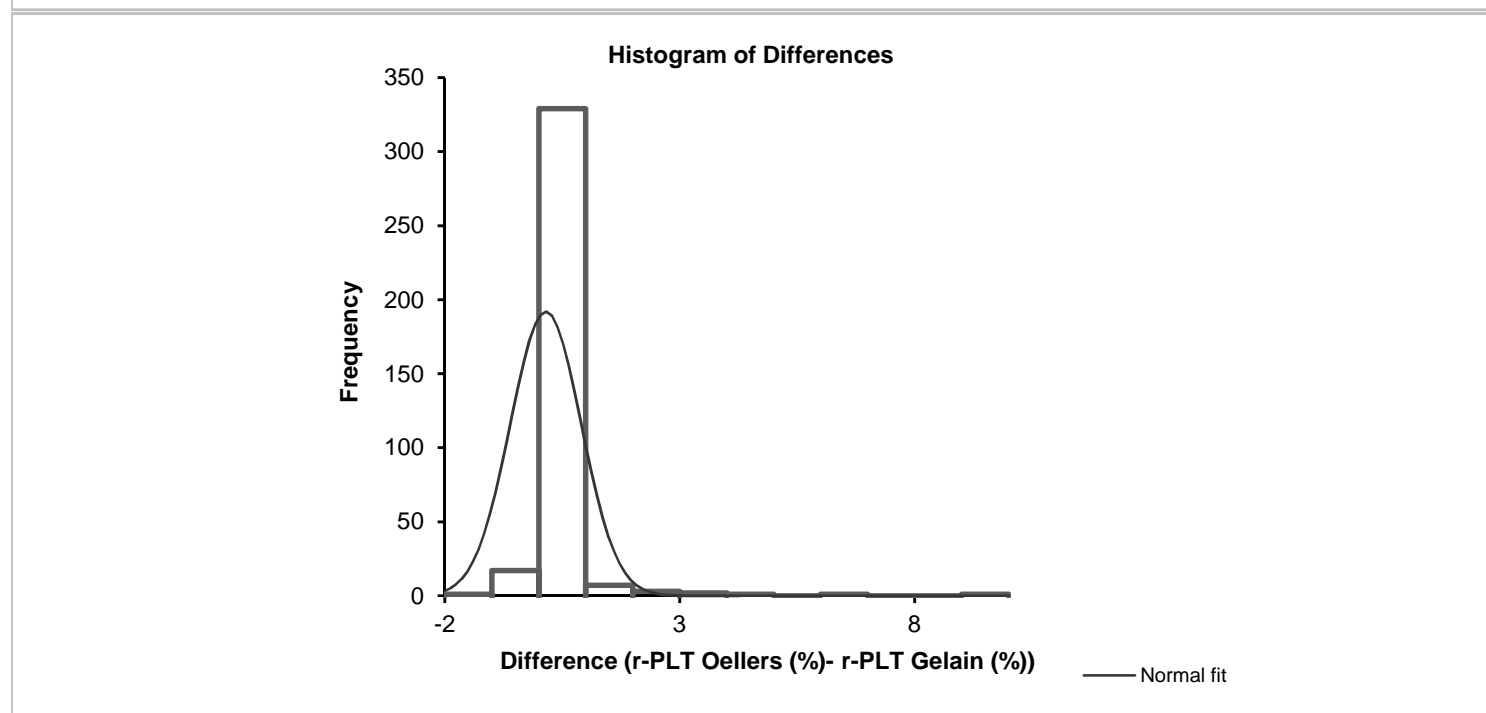 Histogram of Differences
350
300
250
200
150
100
50
0
-2
3
8
Frequency
Difference (r-PLT Oellers (%)- r-PLT Gelain (%))
Normal fit